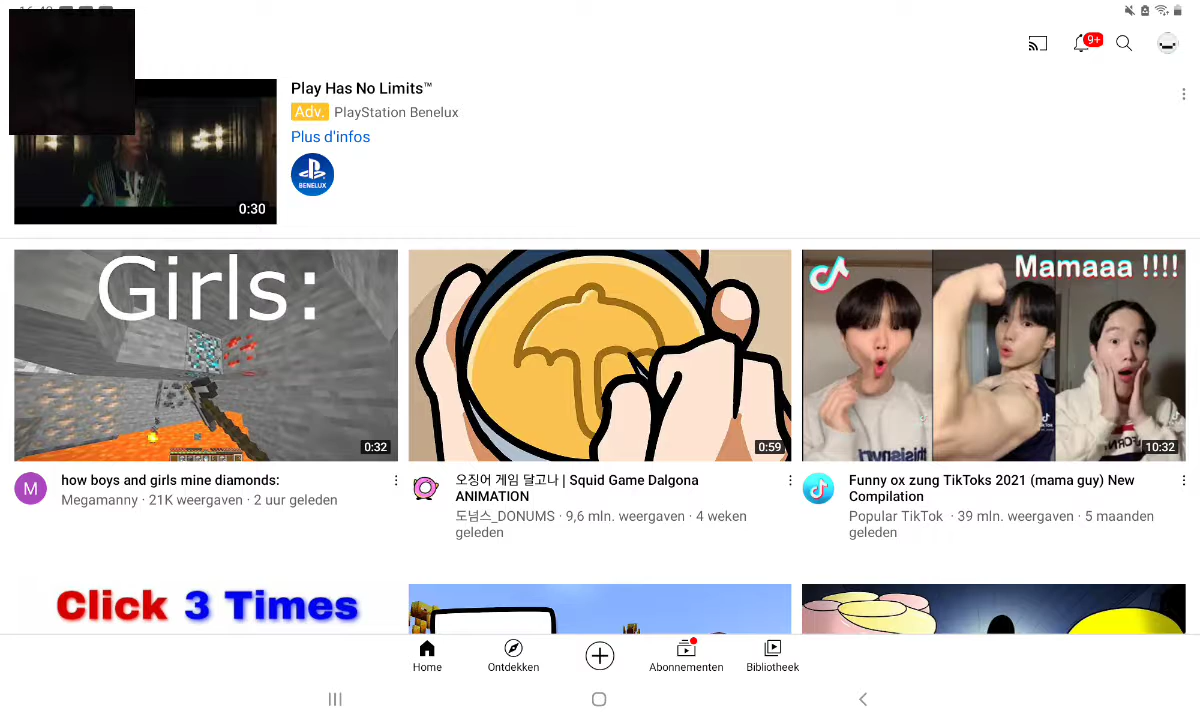 9+
Play Has No Limits™
Adv. PlayStation Benelux
Plus d'infos
BENELUX
0:30
Girls:
0:32
0:59
Mamaaa !!!!
10:32
M
how boys and girls mine diamonds:
Megamanny · 21K weergaven · 2 uur geleden
오징어 게임 달고나 | Squid Game Dalgona
ANIMATION
도넘스_DONUMS · 9,6 mln. weergaven · 4 weken
geleden
Funny ox zung TikToks 2021 (mama guy) New
Compilation
Popular TikTok · 39 mln. weergaven · 5 maanden
geleden
Click 3 Times
Home
Ontdekken
Abonnementen
Bibliotheek